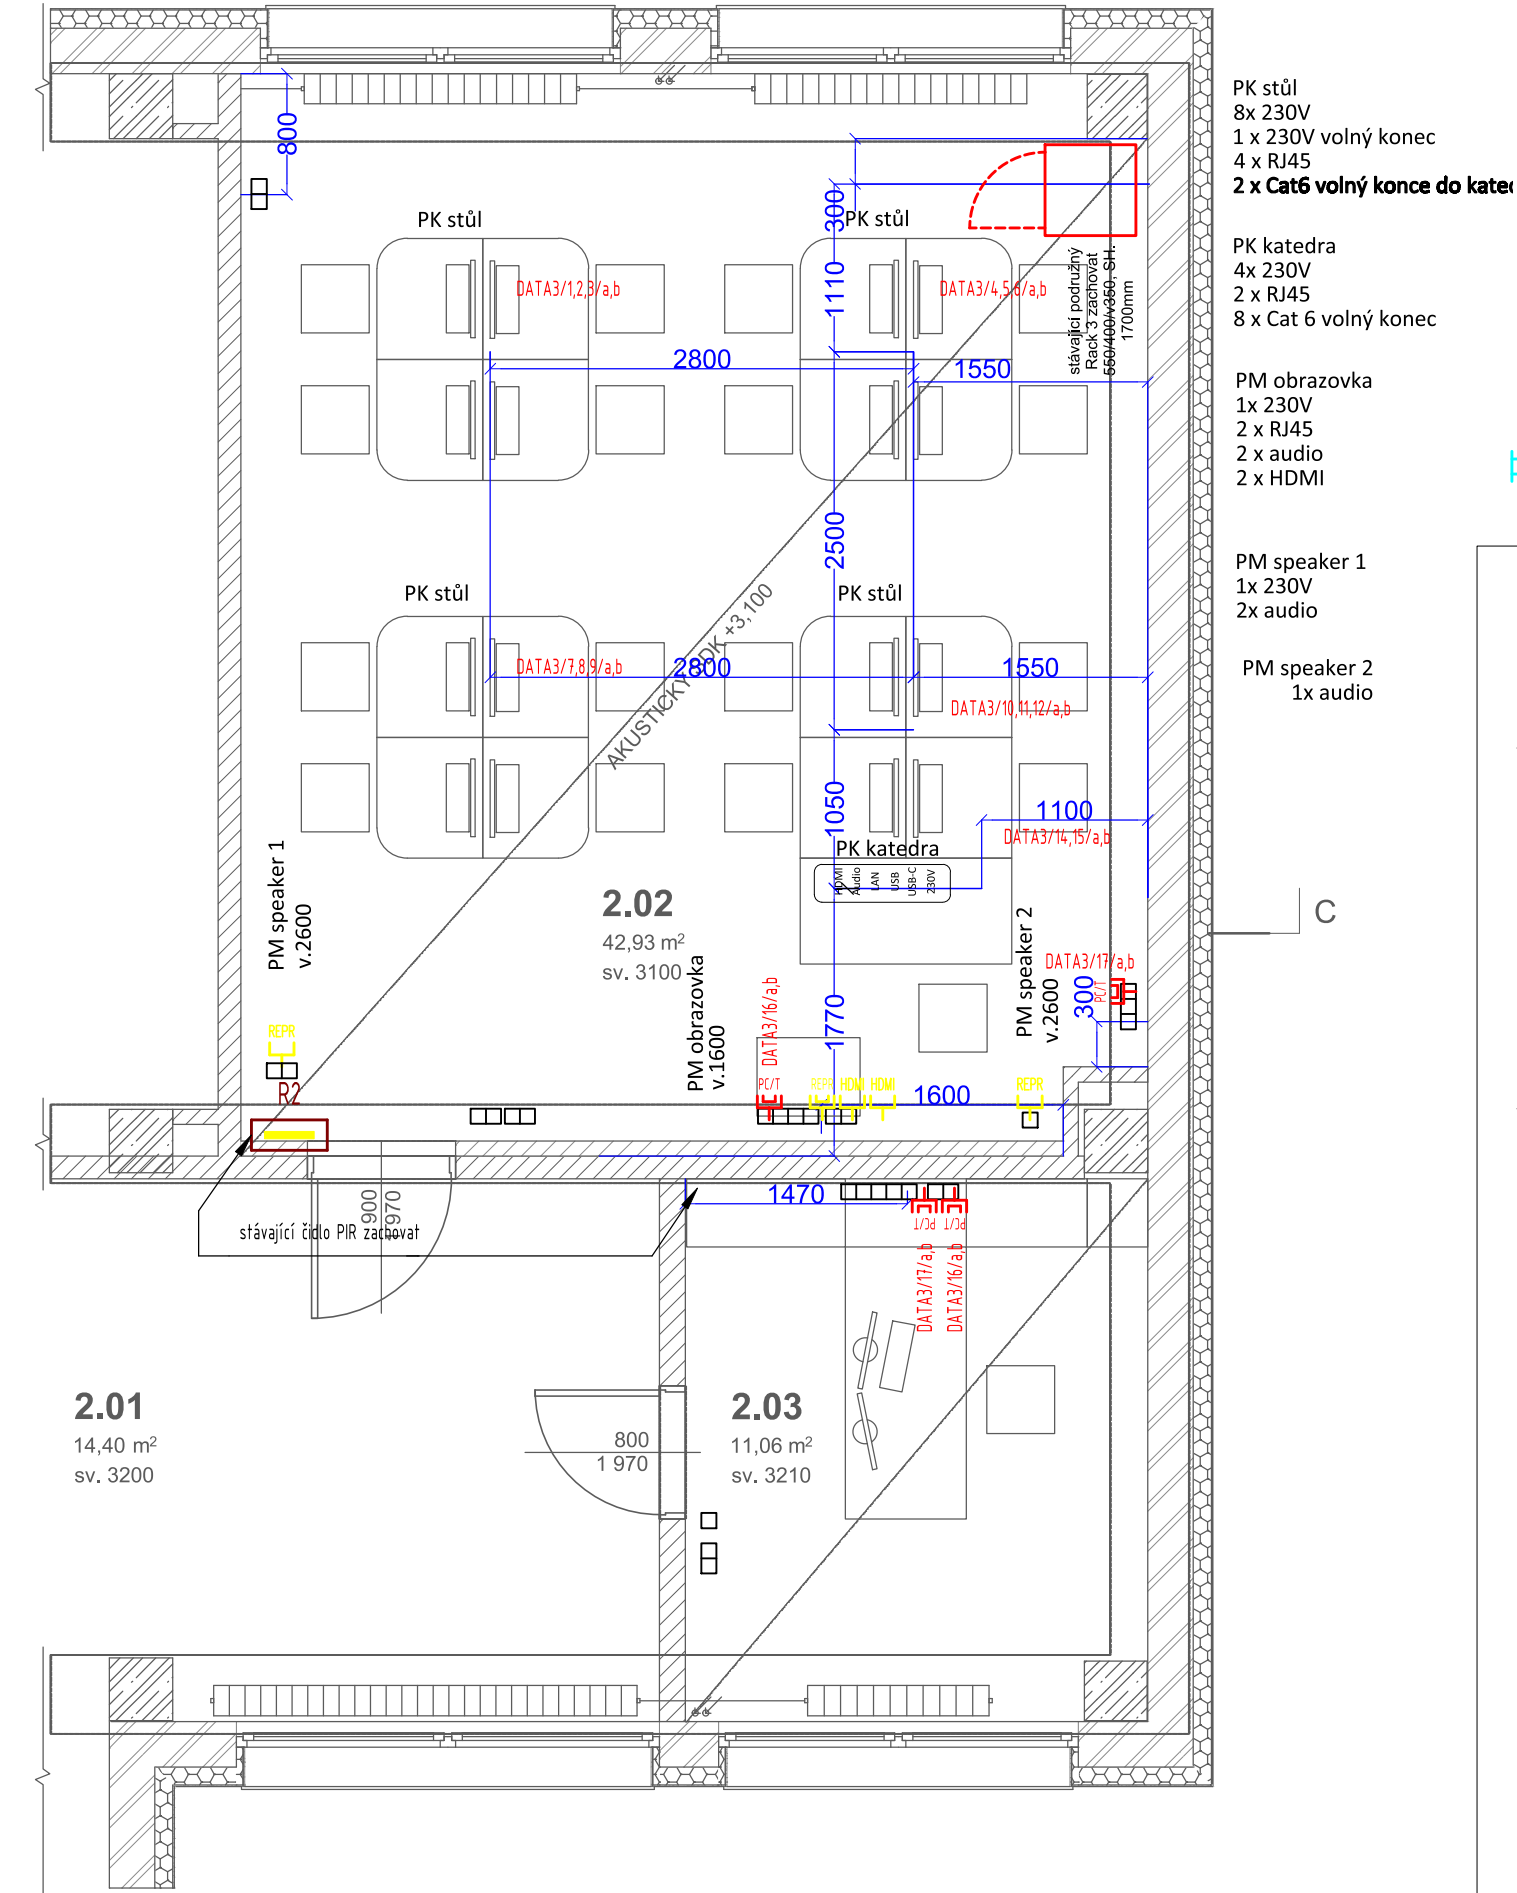 PK stůl
8x 230V
1 x 230V volný konec
4 x RJ45
2 x Cat6 volný konce do kated
PK katedra
4x 230V
2 x RJ45
8 x Cat 6 volný konec
PM obrazovka
1x 230V
2 x RJ45
2 x audio
2 x HDMI
PM speaker 1
1x 230V
2x audio
PM speaker 2
1x audio
800
PK stůl
PK stůl
300
1110
DATA3/1,2,3/a,b
DATA3/4,5,6/a,b
stávající podružný
Rack 3 zachovat
550/400/v350, SH.
1700mm
2800
1550
2500
PK stůl
PK stůl
AKUSTICKÝ SDK +3,100
DATA3/7,8,9/a,b
2800
1550
DATA3/10,11,12/a,b
1050
1100
DATA3/14,15/a,b
PK katedra
HDMI
Audio
LAN
USB
USB-C
230V
PM speaker 1
v.2600
2.02
42,93 m²
sv. 3100
C
PM obrazovka
v.1600
DATA3/16/a,b
1770
PM speaker 2
v.2600
DATA3/17/a,b
PC/T
300
REPR
R2
PC/T
REPR
HDMI
HDMI
1600
REPR
900
1970
stávající čidlo PIR zachovat
1470
PC/T
PC/T
DATA3/17/a,b
DATA3/16/a,b
2.01
14,40 m²
sv. 3200
800
1 970
2.03
11,06 m²
sv. 3210